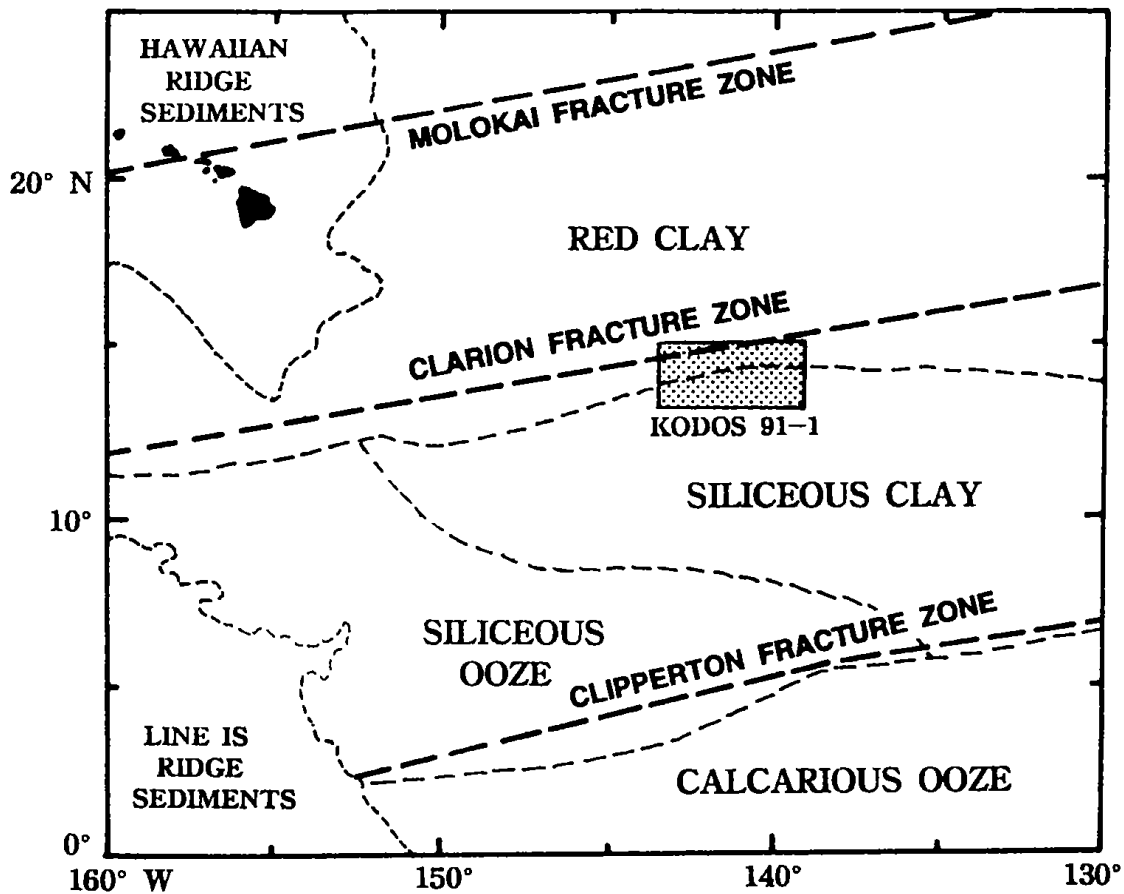 HAWAIIAN
RIDGE
SEDIMENTS
MOLOKAI FRACTURE ZONE
20° N
RED CLAY
CLARION FRACTURE ZONE
KODOS 91-1
SILICEOUS CLAY
10°
SILICEOUS
OOZE
CLIPPERTON FRACTURE ZONE
LINE IS
RIDGE
SEDIMENTS
CALCARIOUS OOZE
0°
160° W
150°
140°
130°